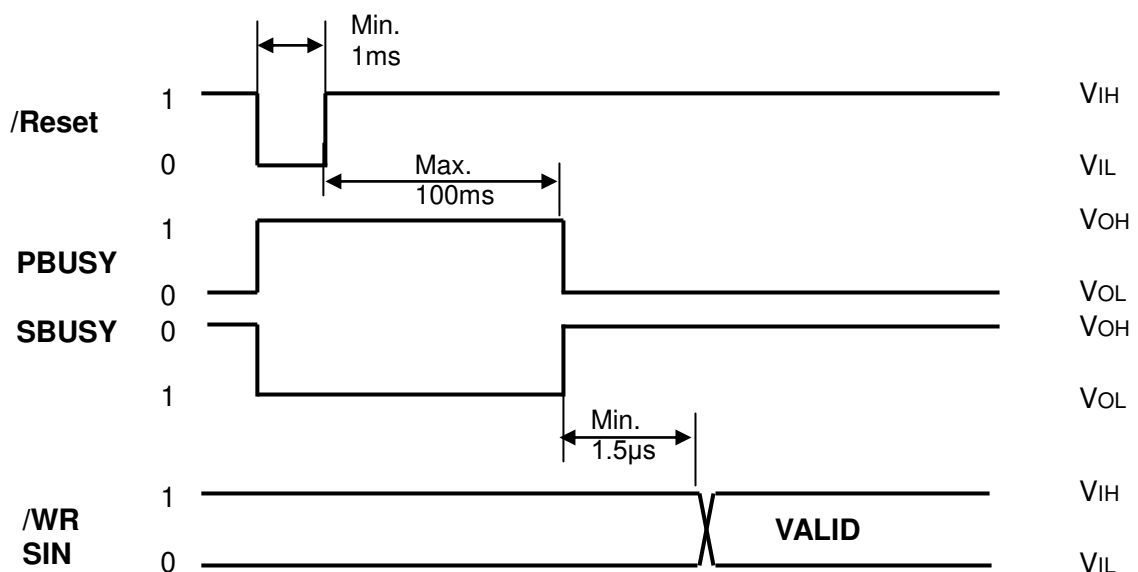 Min.
1ms
1
VIH
/Reset
0
VIL
Max.
100ms
1
VOH
PBUSY
0
VOL
SBUSY
0
VOH
1
VOL
Min.
1.5µs
1
VIH
/WR
SIN
VALID
0
VIL